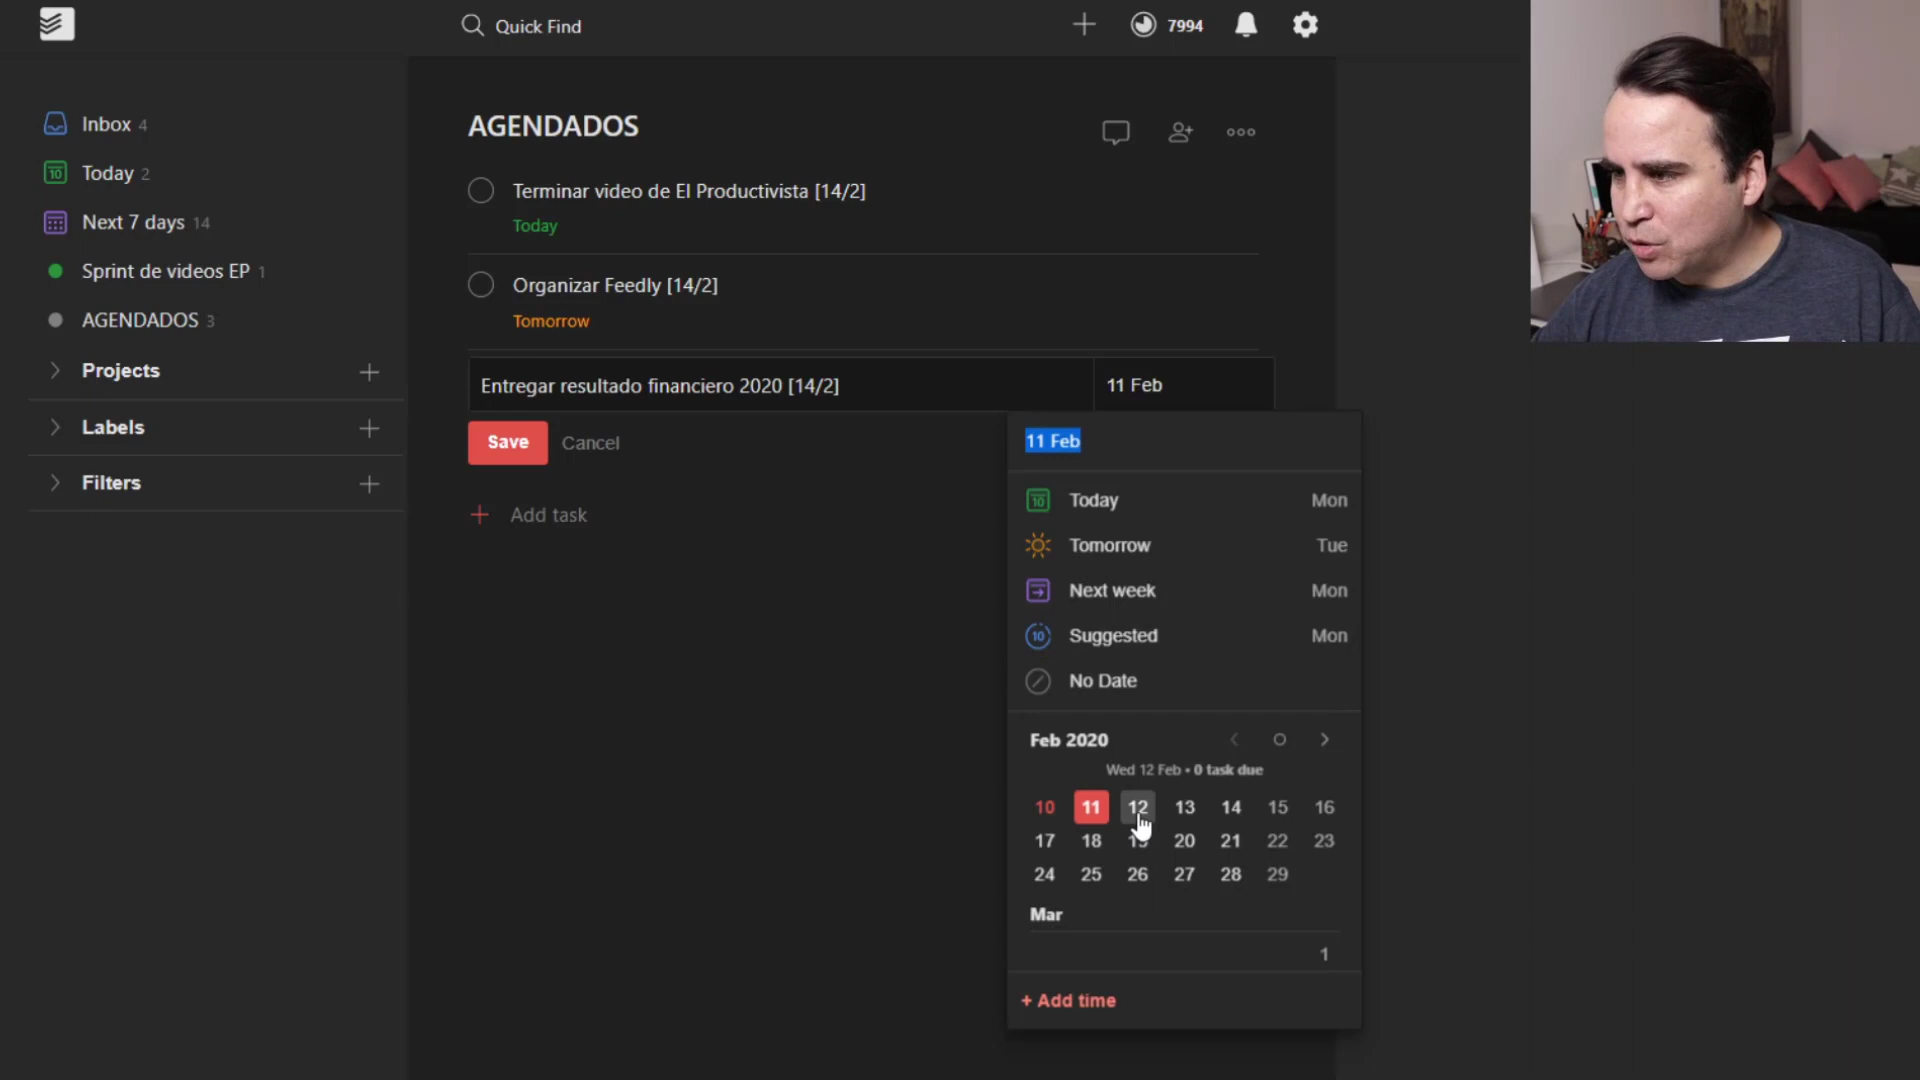 Quick Find
7994
Inbox 4
Today 2
Next 7 days 14
Sprint de videos EP 1
AGENDADOS 3
Projects
Labels
Filters
AGENDADOS
Terminar video de El Productivista [14/2]
Today
Organizar Feedly [14/2]
Tomorrow
Entregar resultado financiero 2020 [14/2]
11 Feb
Save
Cancel
Add task
11 Feb
10 Today Mon
Tomorrow Tue
Next week Mon
10 Suggested Mon
No Date
Feb 2020
Wed 12 Feb • 0 task due
10 11 12 13 14 15 16
17 18 19 20 21 22 23
24 25 26 27 28 29
Mar
1
+ Add time